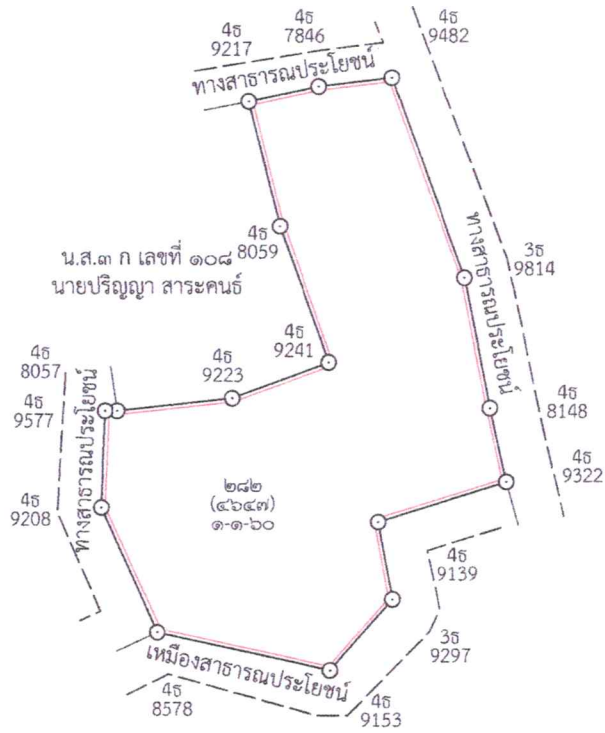 4ธ
7846
4ธ
9217
4ธ
9482
ทางสาธารณประโยชน์
4ธ
8059
ทางสาธารณประโยชน์
3ธ
9814
น.ส.๓ ก เลขที่ ๑๐๘
นายปริญญา สาระคนธ์
4ธ
9241
4ธ
8057
4ธ
9223
4ธ
9577
ทางสาธารณประโยชน์
4ธ
8148
4ธ
9322
๒๘๒
(๔๖๔๗)
๑-๑-๖๐
4ธ
9208
4ธ
9139
3ธ
9297
เหมืองสาธารณประโยชน์
4ธ
8578
4ธ
9153